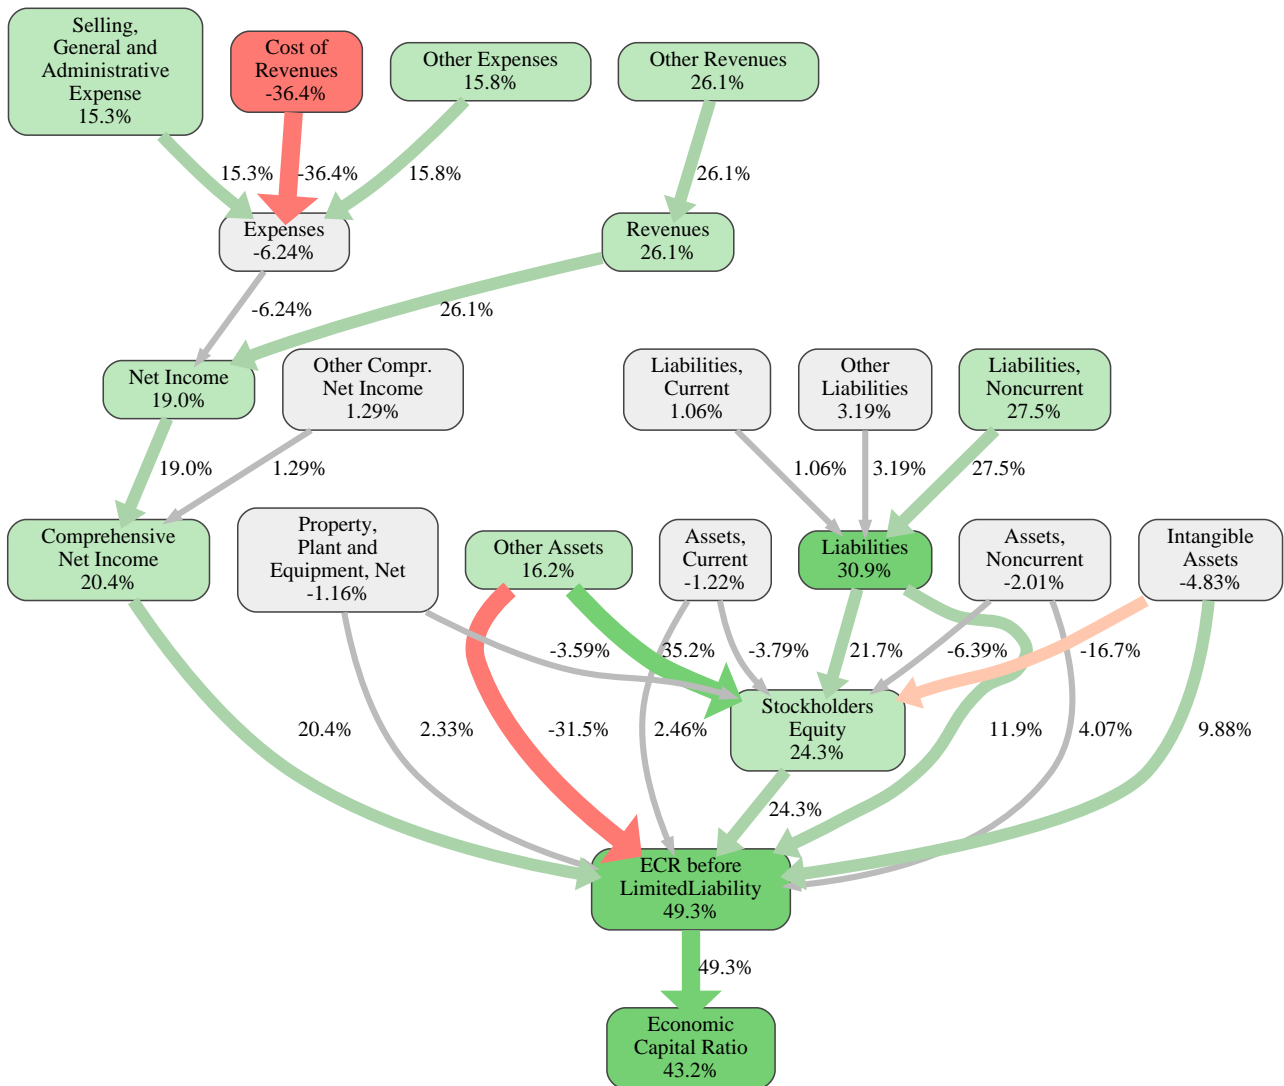 Selling,
General and
Administrative
Expense
15.3%
Cost of
Revenues
-36.4%
Other Expenses
15.8%
Other Revenues
26.1%
15.3%
-36.4%
15.8%
26.1%
Expenses
-6.24%
Revenues
26.1%
-6.24%
26.1%
Net Income
19.0%
Other Compr.
Net Income
1.29%
Liabilities,
Current
1.06%
Other
Liabilities
3.19%
Liabilities,
Noncurrent
27.5%
19.0%
1.29%
1.06%
3.19%
27.5%
Comprehensive
Net Income
20.4%
Property,
Plant and
Equipment, Net
-1.16%
Other Assets
16.2%
Assets,
Current
-1.22%
Liabilities
30.9%
Assets,
Noncurrent
-2.01%
Intangible
Assets
-4.83%
-3.59%
35.2%
-3.79%
21.7%
-6.39%
-16.7%
Stockholders
Equity
24.3%
20.4%
2.33%
-31.5%
2.46%
11.9%
4.07%
9.88%
24.3%
ECR before
LimitedLiability
49.3%
49.3%
Economic
Capital Ratio
43.2%